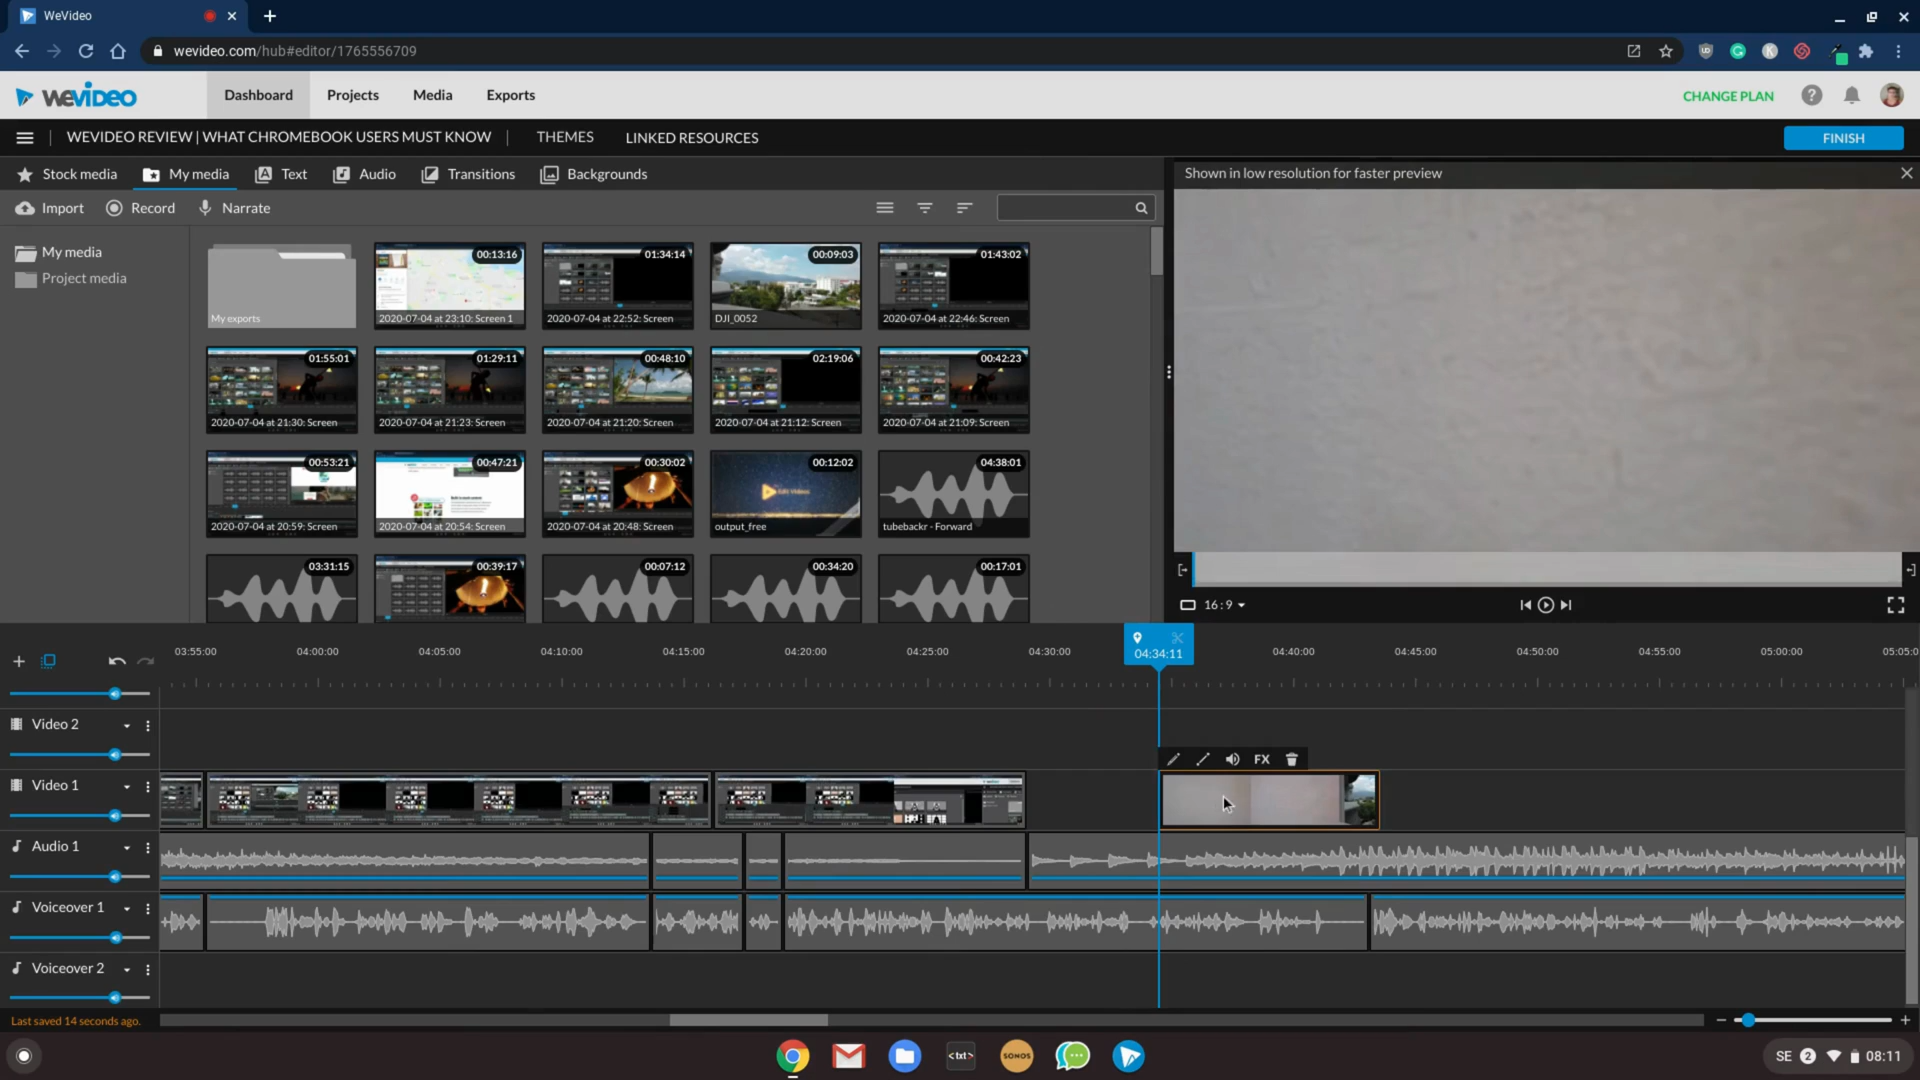 WeVideo
wevideo.com/hub#editor/1765556709
WEVIDEO
Dashboard
Projects
Media
Exports
CHANGE PLAN
WEVIDEO REVIEW | WHAT CHROMEBOOK USERS MUST KNOW
THEMES
LINKED RESOURCES
FINISH
Stock media
My media
Text
Audio
Transitions
Backgrounds
Shown in low resolution for faster preview
Import
Record
Narrate
My media
Project media
My exports
00:13:16
2020-07-04 at 23:10: Screen 1
01:34:14
2020-07-04 at 22:52: Screen
00:09:03
DJI_0052
01:43:02
2020-07-04 at 22:46: Screen
01:55:01
2020-07-04 at 21:30: Screen
01:29:11
2020-07-04 at 21:23: Screen
00:48:10
2020-07-04 at 21:20: Screen
02:19:06
2020-07-04 at 21:12: Screen
00:42:23
2020-07-04 at 21:09: Screen
00:53:21
2020-07-04 at 20:59: Screen
00:47:21
2020-07-04 at 20:54: Screen
00:30:02
2020-07-04 at 20:48: Screen
00:12:02
output_free
04:38:01
tubebackr - Forward
03:31:15
00:39:17
00:07:12
00:34:20
00:17:01
16:9
03:55:00
04:00:00
04:05:00
04:10:00
04:15:00
04:20:00
04:25:00
04:30:00
04:34:11
04:40:00
04:45:00
04:50:00
04:55:00
05:00:00
05:05:0
Video 2
FX
Video 1
Audio 1
Voiceover 1
Voiceover 2
Last saved 14 seconds ago.
<txt>
SONOS
SE 2 08:11